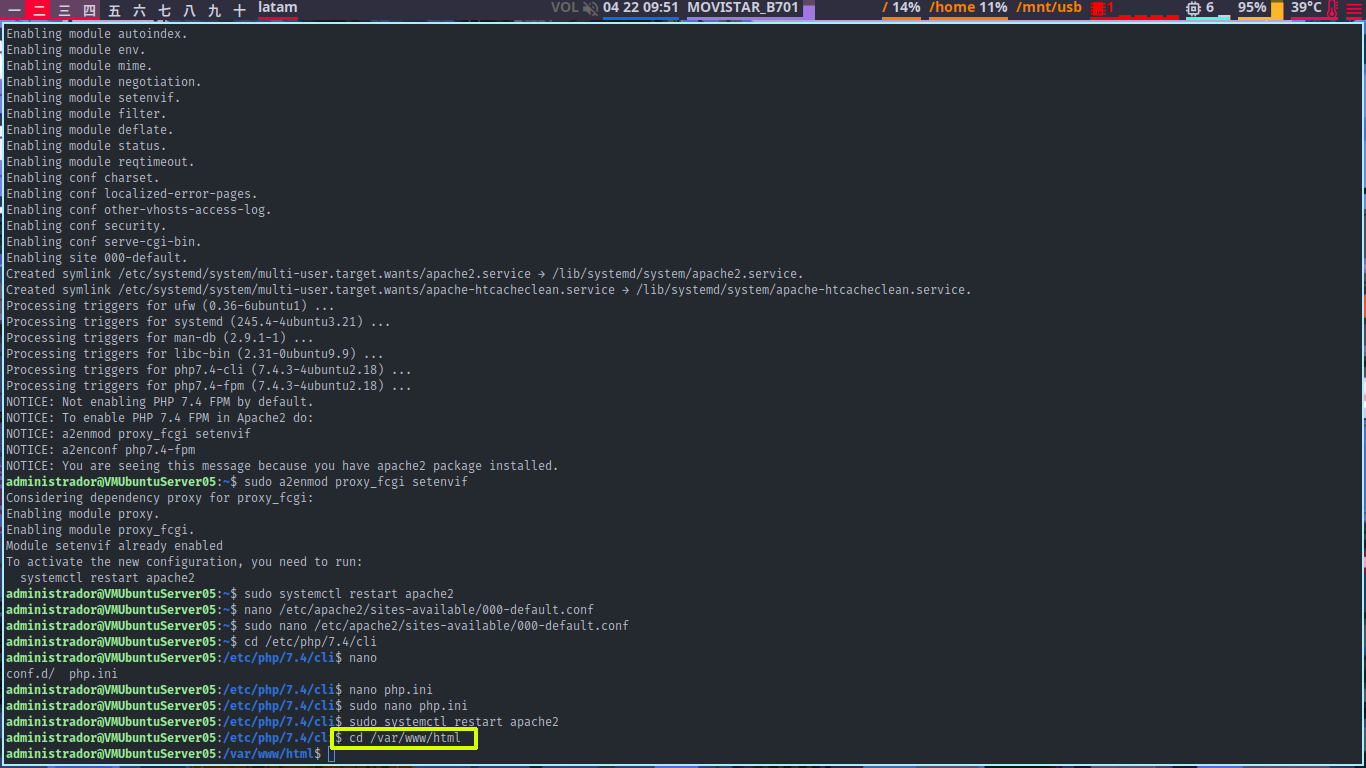 一 二 三 四 五 六 七 八 九 十 latam VOL 04 22 09:51 MOVISTAR_B701 / 14% /home 11% /mnt/usb 1 6 95% 39°C
Enabling module autoindex.
Enabling module env.
Enabling module mime.
Enabling module negotiation.
Enabling module setenvif.
Enabling module filter.
Enabling module deflate.
Enabling module status.
Enabling module reqtimeout.
Enabling conf charset.
Enabling conf localized-error-pages.
Enabling conf other-vhosts-access-log.
Enabling conf security.
Enabling conf serve-cgi-bin.
Enabling site 000-default.
Created symlink /etc/systemd/system/multi-user.target.wants/apache2.service → /lib/systemd/system/apache2.service.
Created symlink /etc/systemd/system/multi-user.target.wants/apache-htcacheclean.service → /lib/systemd/system/apache-htcacheclean.service.
Processing triggers for ufw (0.36-6ubuntu1) ...
Processing triggers for systemd (245.4-4ubuntu3.21) ...
Processing triggers for man-db (2.9.1-1) ...
Processing triggers for libc-bin (2.31-0ubuntu9.9) ...
Processing triggers for php7.4-cli (7.4.3-4ubuntu2.18) ...
Processing triggers for php7.4-fpm (7.4.3-4ubuntu2.18) ...
NOTICE: Not enabling PHP 7.4 FPM by default.
NOTICE: To enable PHP 7.4 FPM in Apache2 do:
NOTICE: a2enmod proxy_fcgi setenvif
NOTICE: a2enconf php7.4-fpm
NOTICE: You are seeing this message because you have apache2 package installed.
administrador@VMUbuntuServer05:~$ sudo a2enmod proxy_fcgi setenvif
Considering dependency proxy for proxy_fcgi:
Enabling module proxy.
Enabling module proxy_fcgi.
Module setenvif already enabled
To activate the new configuration, you need to run:
  systemctl restart apache2
administrador@VMUbuntuServer05:~$ sudo systemctl restart apache2
administrador@VMUbuntuServer05:~$ nano /etc/apache2/sites-available/000-default.conf
administrador@VMUbuntuServer05:~$ sudo nano /etc/apache2/sites-available/000-default.conf
administrador@VMUbuntuServer05:~$ cd /etc/php/7.4/cli
administrador@VMUbuntuServer05:/etc/php/7.4/cli$ nano
conf.d/  php.ini
administrador@VMUbuntuServer05:/etc/php/7.4/cli$ nano php.ini
administrador@VMUbuntuServer05:/etc/php/7.4/cli$ sudo nano php.ini
administrador@VMUbuntuServer05:/etc/php/7.4/cli$ sudo systemctl restart apache2
administrador@VMUbuntuServer05:/etc/php/7.4/cli$ cd /var/www/html
administrador@VMUbuntuServer05:/var/www/html$